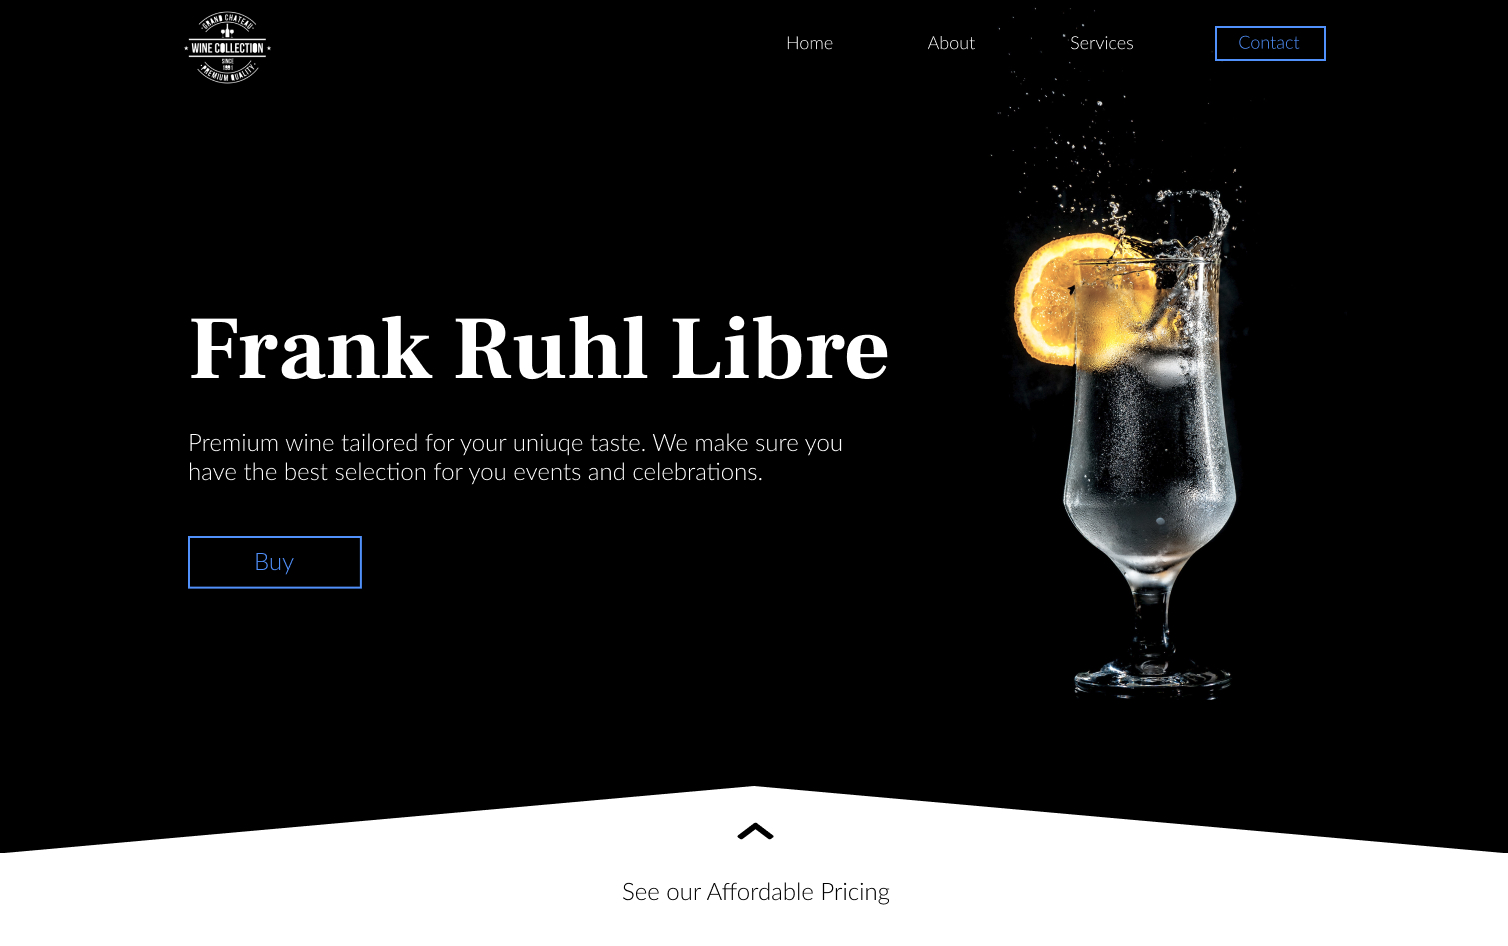 GRAND CHATEAU
WINE COLLECTION
SINCE
1991
PREMIUM QUALITY
Home
About
Services
Contact
Frank Ruhl Libre
Premium wine tailored for your uniuqe taste. We make sure you
have the best selection for you events and celebrations.
Buy
See our Affordable Pricing